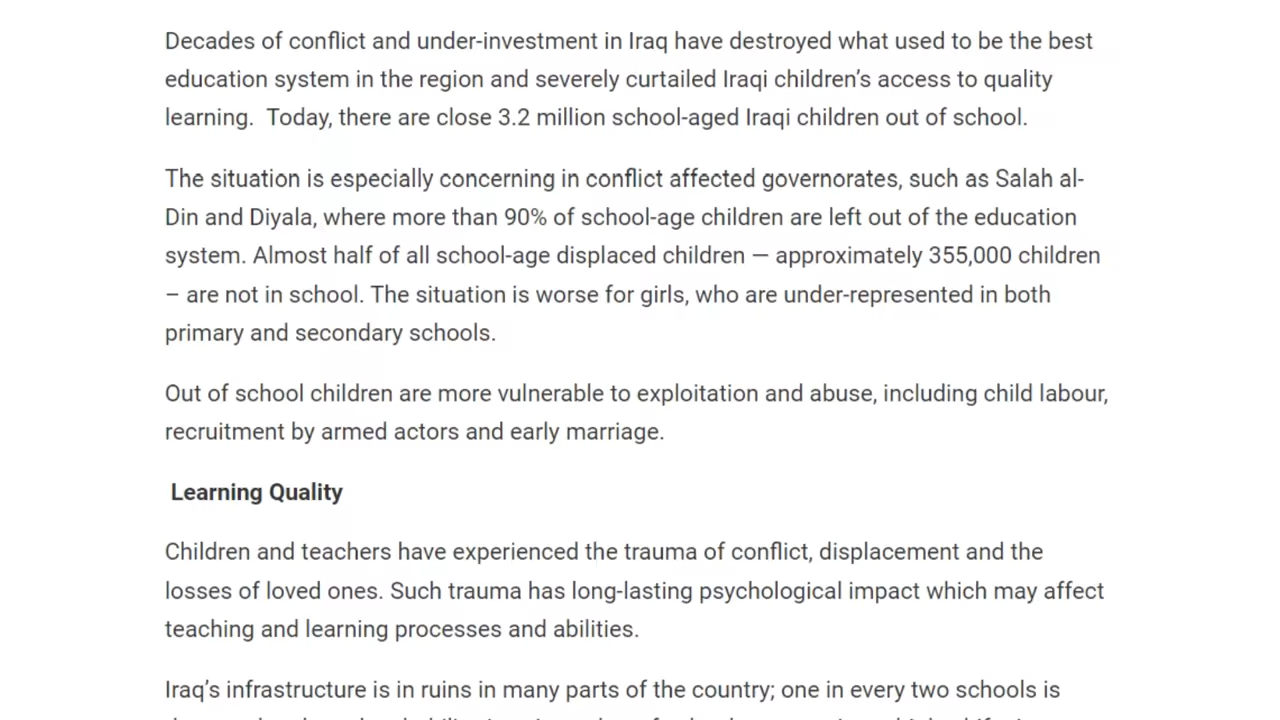 Decades of conflict and under-investment in Iraq have destroyed what used to be the best
education system in the region and severely curtailed Iraqi children’s access to quality
learning.  Today, there are close 3.2 million school-aged Iraqi children out of school.
The situation is especially concerning in conflict affected governorates, such as Salah al-
Din and Diyala, where more than 90% of school-age children are left out of the education
system. Almost half of all school-age displaced children — approximately 355,000 children
– are not in school. The situation is worse for girls, who are under-represented in both
primary and secondary schools.
Out of school children are more vulnerable to exploitation and abuse, including child labour,
recruitment by armed actors and early marriage.
Learning Quality
Children and teachers have experienced the trauma of conflict, displacement and the
losses of loved ones. Such trauma has long-lasting psychological impact which may affect
teaching and learning processes and abilities.
Iraq’s infrastructure is in ruins in many parts of the country; one in every two schools is